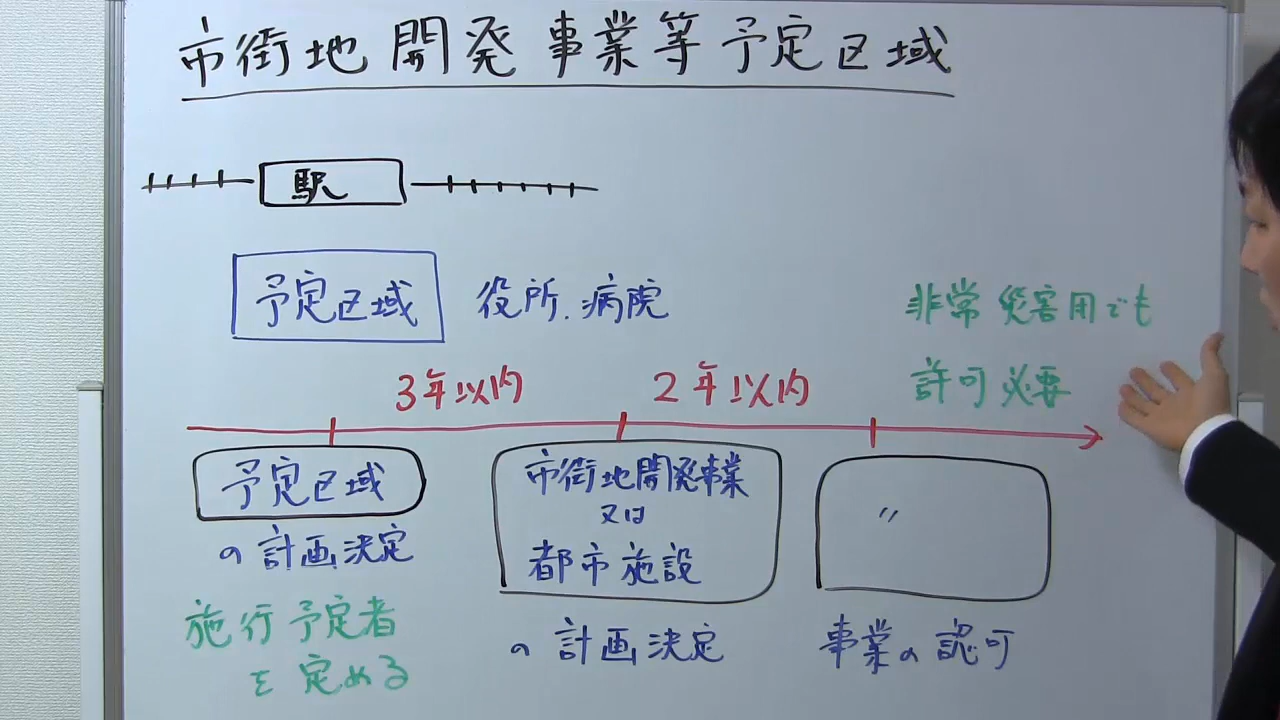 市街地開発事業等予定区域
駅
予定区域 役所.病院
非常災害用でも
許可必要
3年以内 2年以内
予定区域
の計画決定
施行予定者
を定める
市街地開発事業
又は
都市施設
の計画決定
〃
事業の認可